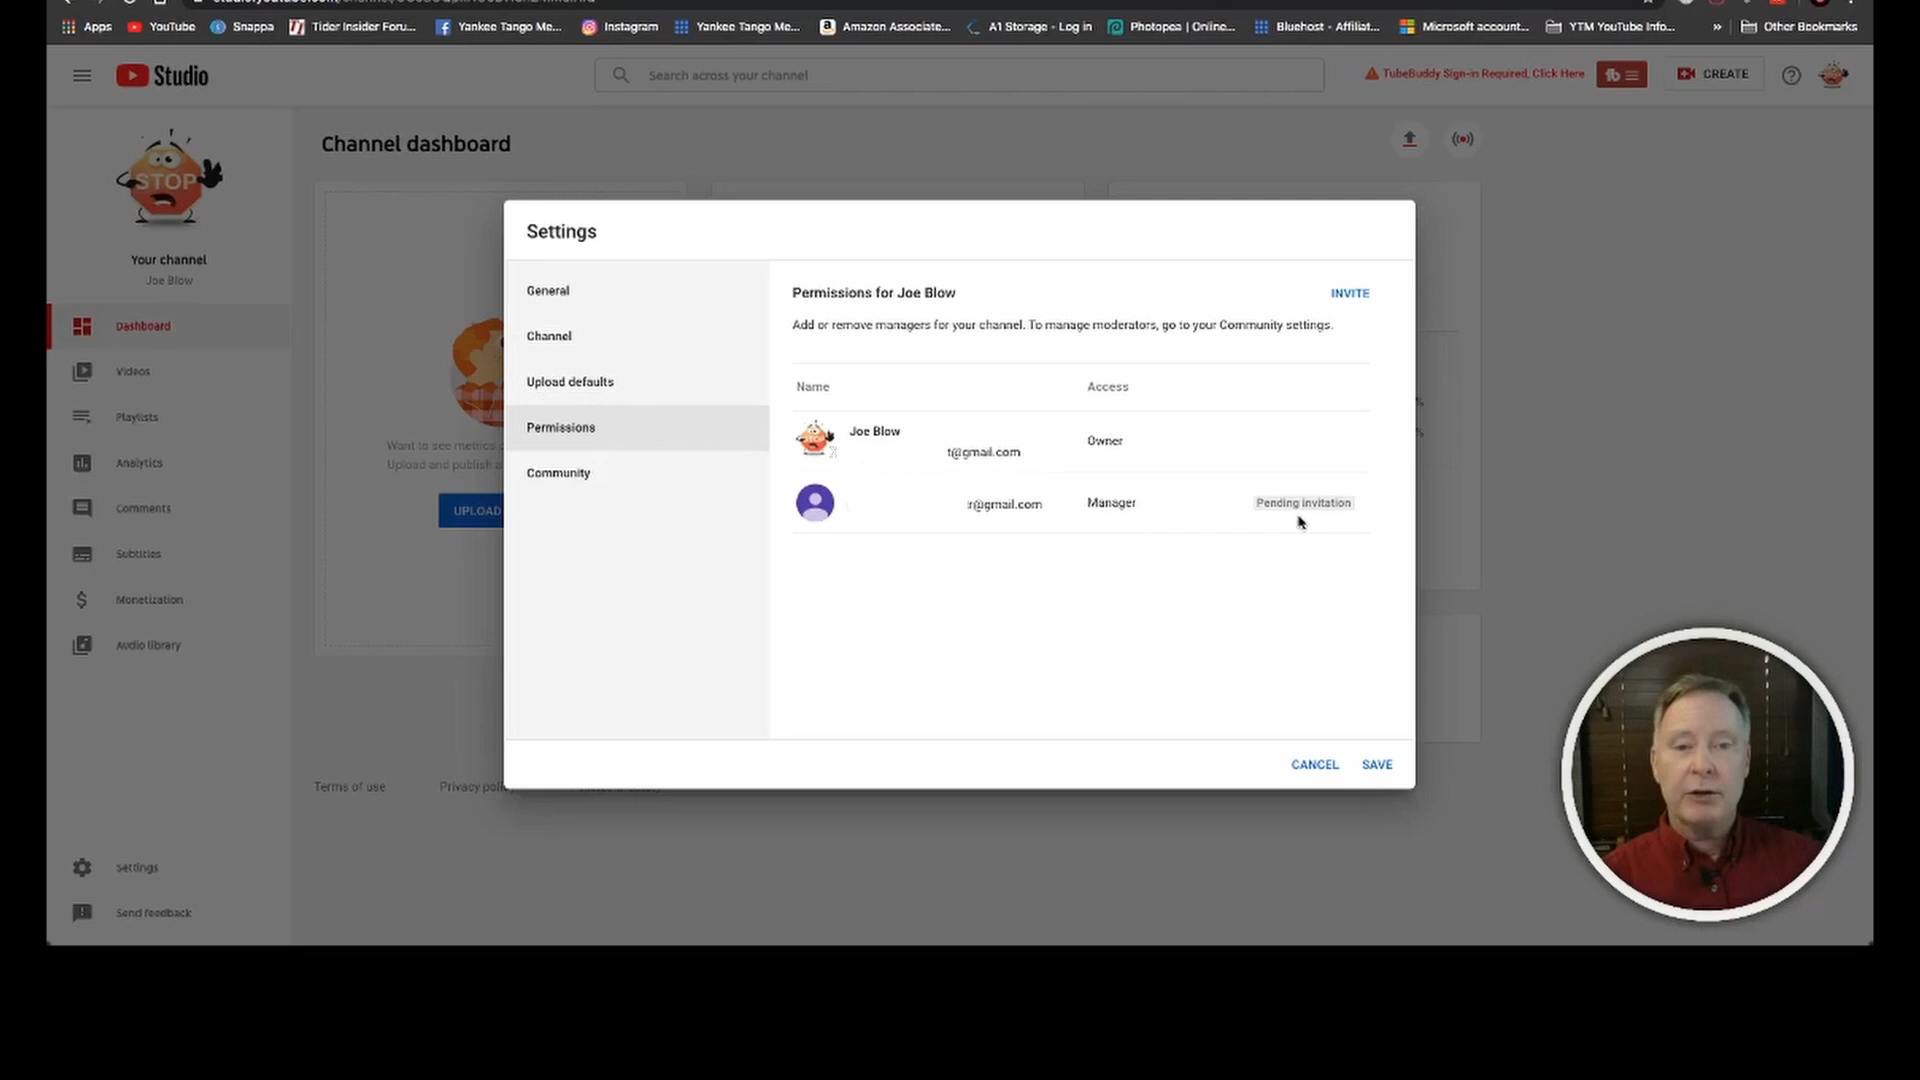 Apps YouTube Snappa Tider Insider Foru... Yankee Tango Me... Instagram Yankee Tango Me... Amazon Associate... A1 Storage - Log in Photopea | Online... Bluehost - Affiliat... Microsoft account... YTM YouTube Info... » Other Bookmarks
Studio
Search across your channel
TubeBuddy Sign-in Required, Click Here
tb
CREATE
STOP
Your channel
Joe Blow
Dashboard
Videos
Playlists
Analytics
Comments
Subtitles
Monetization
Audio library
Settings
Send feedback
Channel dashboard
Want to see metrics
Upload and publish a
UPLOAD
Terms of use Privacy policy
Settings
General
Channel
Upload defaults
Permissions
Community
Permissions for Joe Blow
INVITE
Add or remove managers for your channel. To manage moderators, go to your Community settings.
Name Access
Joe Blow
t@gmail.com
Owner
r@gmail.com
Manager
Pending invitation
CANCEL SAVE